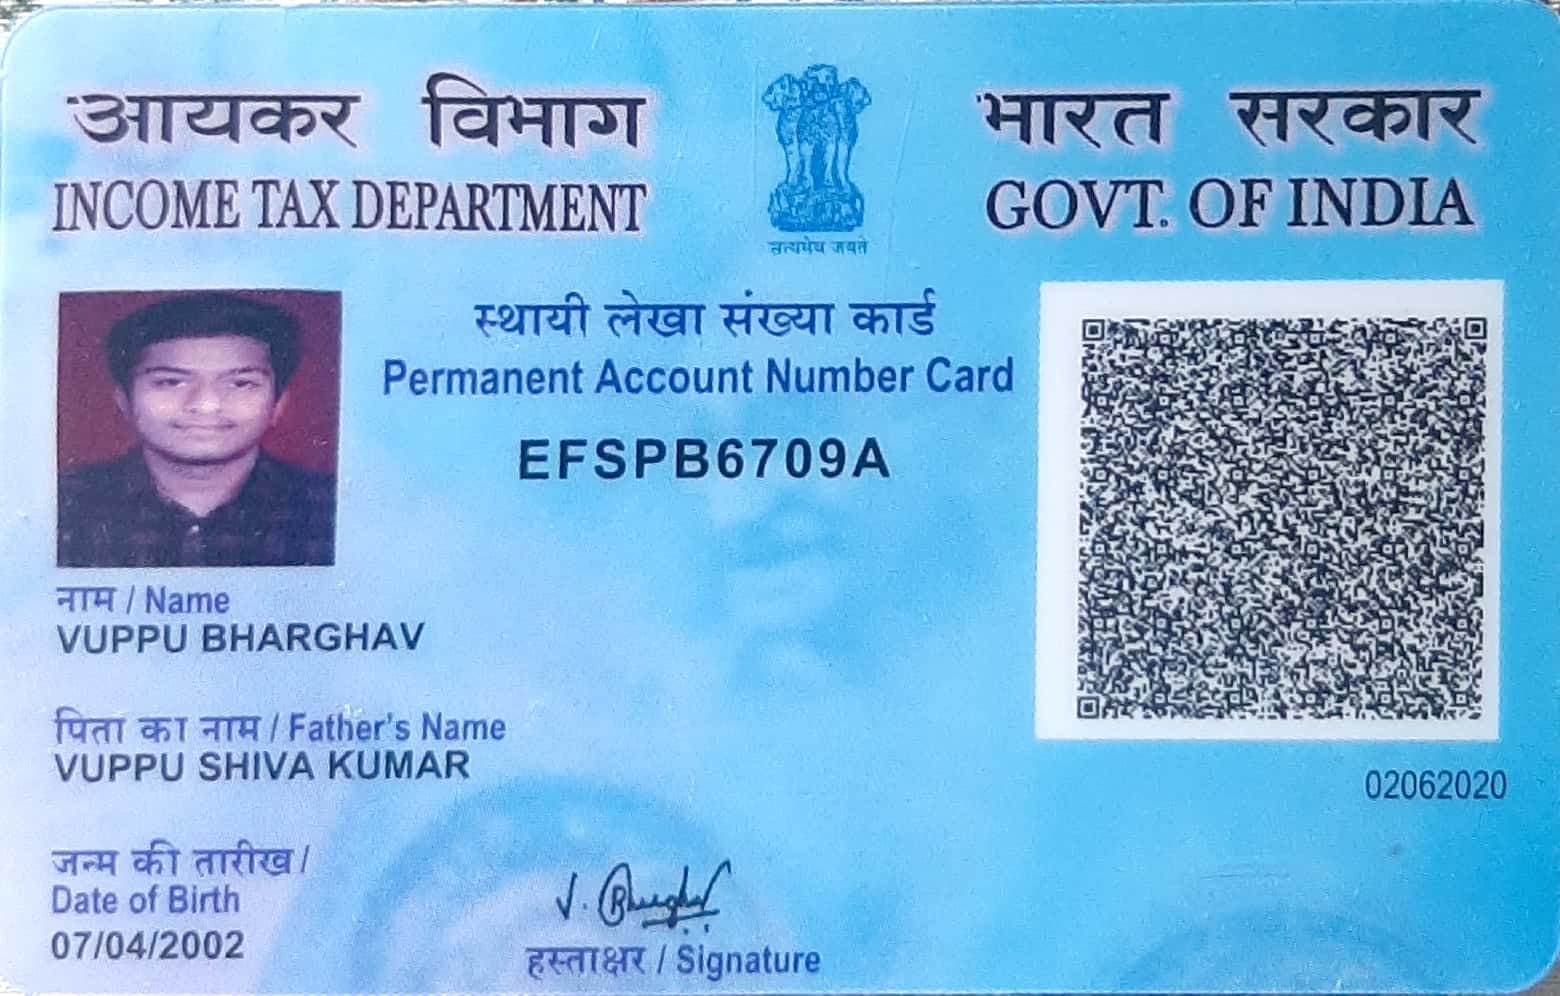 आयकर विभाग
INCOME TAX DEPARTMENT
सत्यमेव जयते
भारत सरकार
GOVT. OF INDIA
स्थायी लेखा संख्या कार्ड
Permanent Account Number Card
EFSPB6709A
नाम / Name
VUPPU BHARGHAV
पिता का नाम / Father's Name
VUPPU SHIVA KUMAR
02062020
जन्म की तारीख /
Date of Birth
07/04/2002
V. Bharghav
हस्ताक्षर / Signature